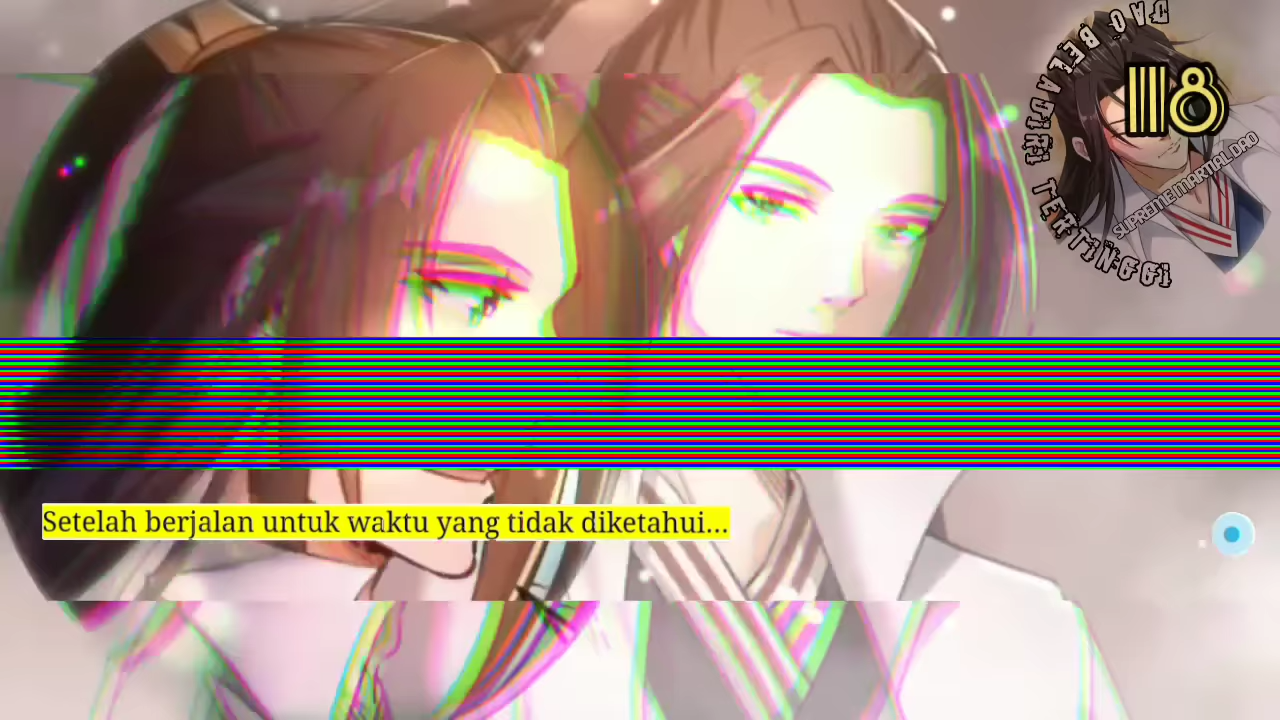 DAO BELADIRI TERTINGGI
118
SUPREME MARTIAL DAO
Setelah berjalan untuk waktu yang tidak diketahui...